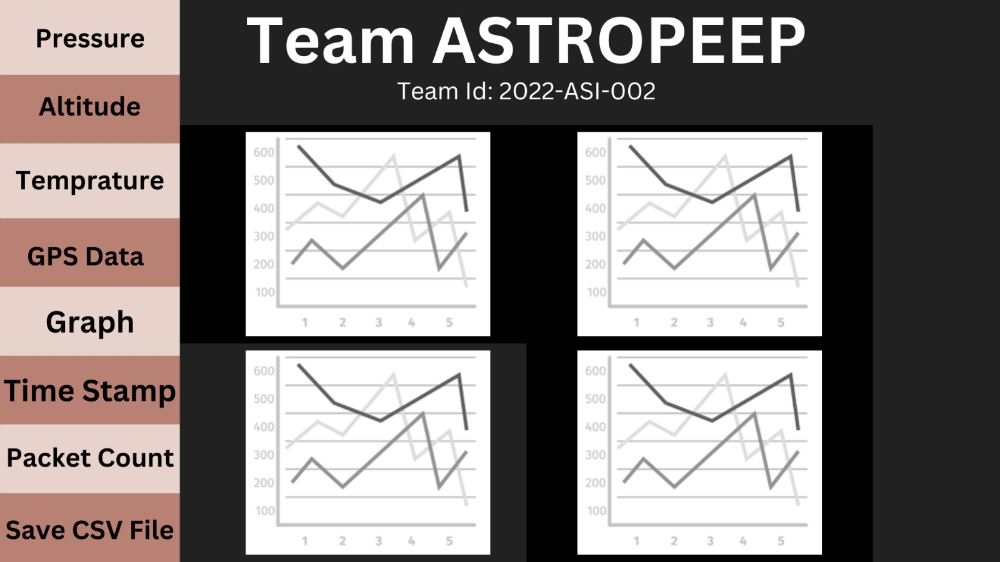 Pressure
Altitude
Temprature
GPS Data
Graph
Time Stamp
Packet Count
Save CSV File
Team ASTROPEEP
Team Id: 2022-ASI-002
600
500
400
300
200
100
1 2 3 4 5
600
500
400
300
200
100
1 2 3 4 5
600
500
400
300
200
100
1 2 3 4 5
600
500
400
300
200
100
1 2 3 4 5